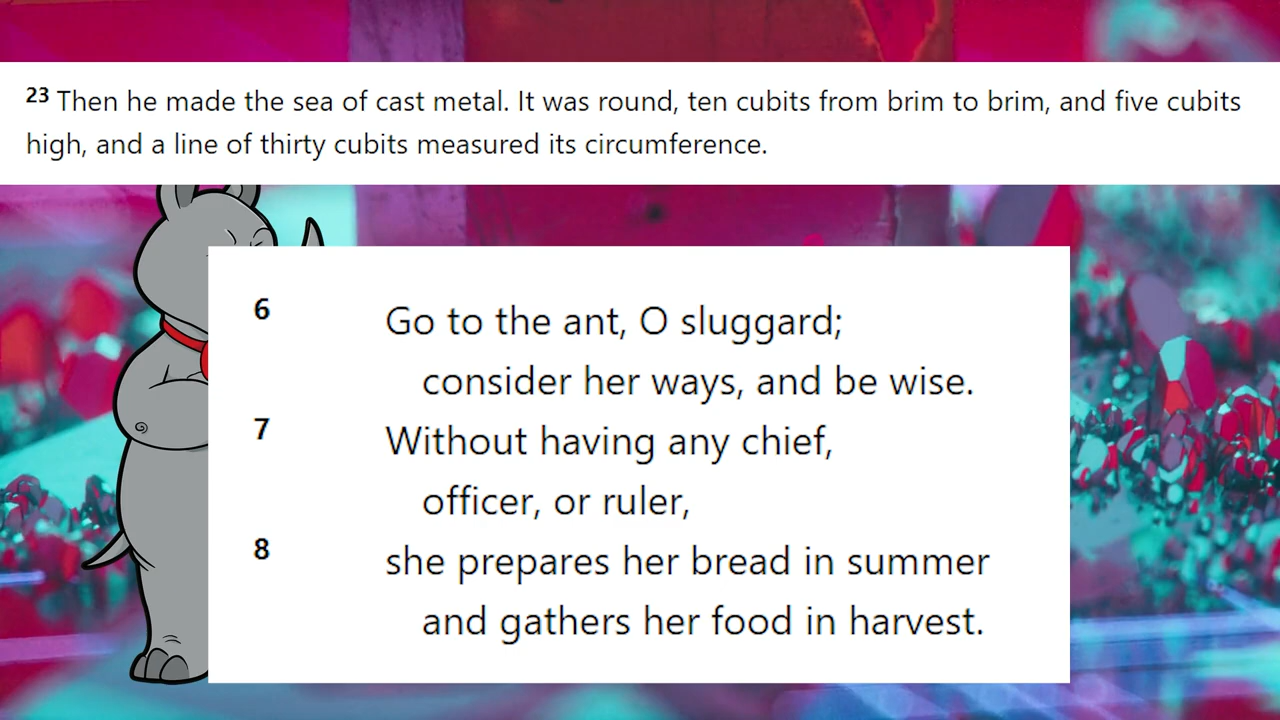 23 Then he made the sea of cast metal. It was round, ten cubits from brim to brim, and five cubits
high, and a line of thirty cubits measured its circumference.
6 Go to the ant, O sluggard;
consider her ways, and be wise.
7 Without having any chief,
officer, or ruler,
8 she prepares her bread in summer
and gathers her food in harvest.